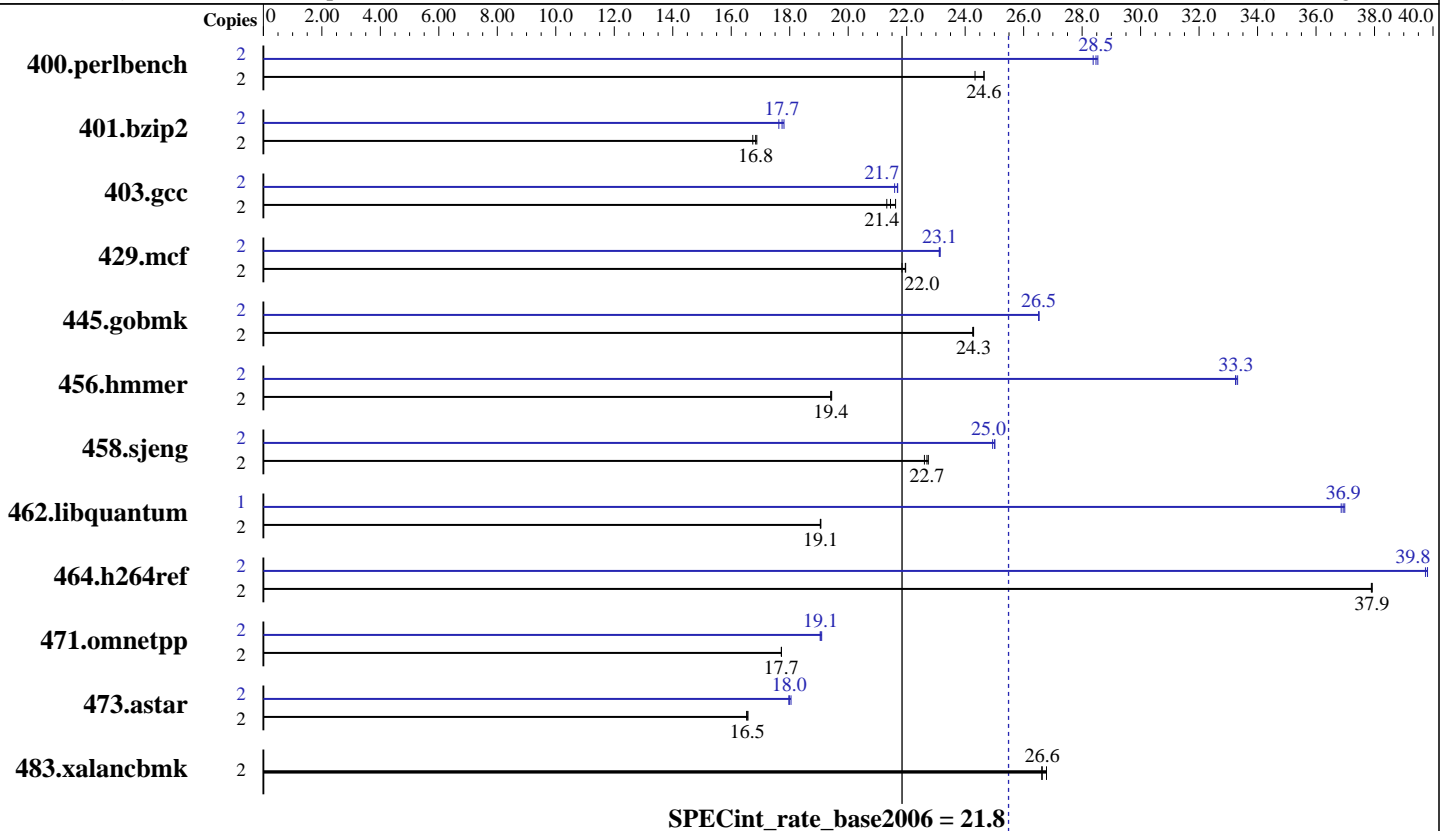 Copies 0 2.00 4.00 6.00 8.00 10.0 12.0 14.0 16.0 18.0 20.0 22.0 24.0 26.0 28.0 30.0 32.0 34.0 36.0 38.0 40.0
400.perlbench 2 28.5
2 24.6
401.bzip2 2 17.7
2 16.8
403.gcc 2 21.7
2 21.4
429.mcf 2 23.1
2 22.0
445.gobmk 2 26.5
2 24.3
456.hmmer 2 33.3
2 19.4
458.sjeng 2 25.0
2 22.7
462.libquantum 1 36.9
2 19.1
464.h264ref 2 39.8
2 37.9
471.omnetpp 2 19.1
2 17.7
473.astar 2 18.0
2 16.5
483.xalancbmk 2 26.6
SPECint_rate_base2006 = 21.8